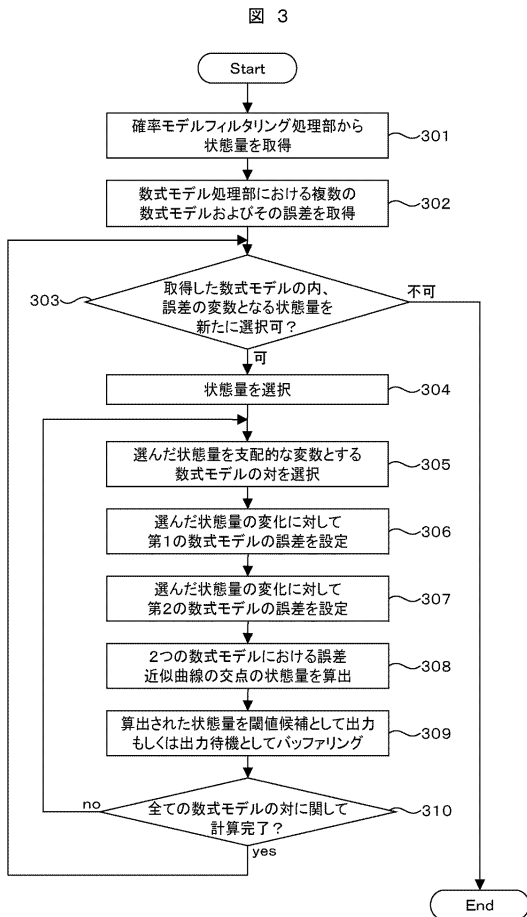 図 3
Start
確率モデルフィルタリング処理部から
状態量を取得
301
数式モデル処理部における複数の
数式モデルおよびその誤差を取得
302
取得した数式モデルの内、
誤差の変数となる状態量を
新たに選択可?
303
不可
可
状態量を選択
304
選んだ状態量を支配的な変数とする
数式モデルの対を選択
305
選んだ状態量の変化に対して
第1の数式モデルの誤差を設定
306
選んだ状態量の変化に対して
第2の数式モデルの誤差を設定
307
2つの数式モデルにおける誤差
近似曲線の交点の状態量を算出
308
算出された状態量を閾値候補として出力
もしくは出力待機としてバッファリング
309
no
全ての数式モデルの対に関して
計算完了?
310
yes
End